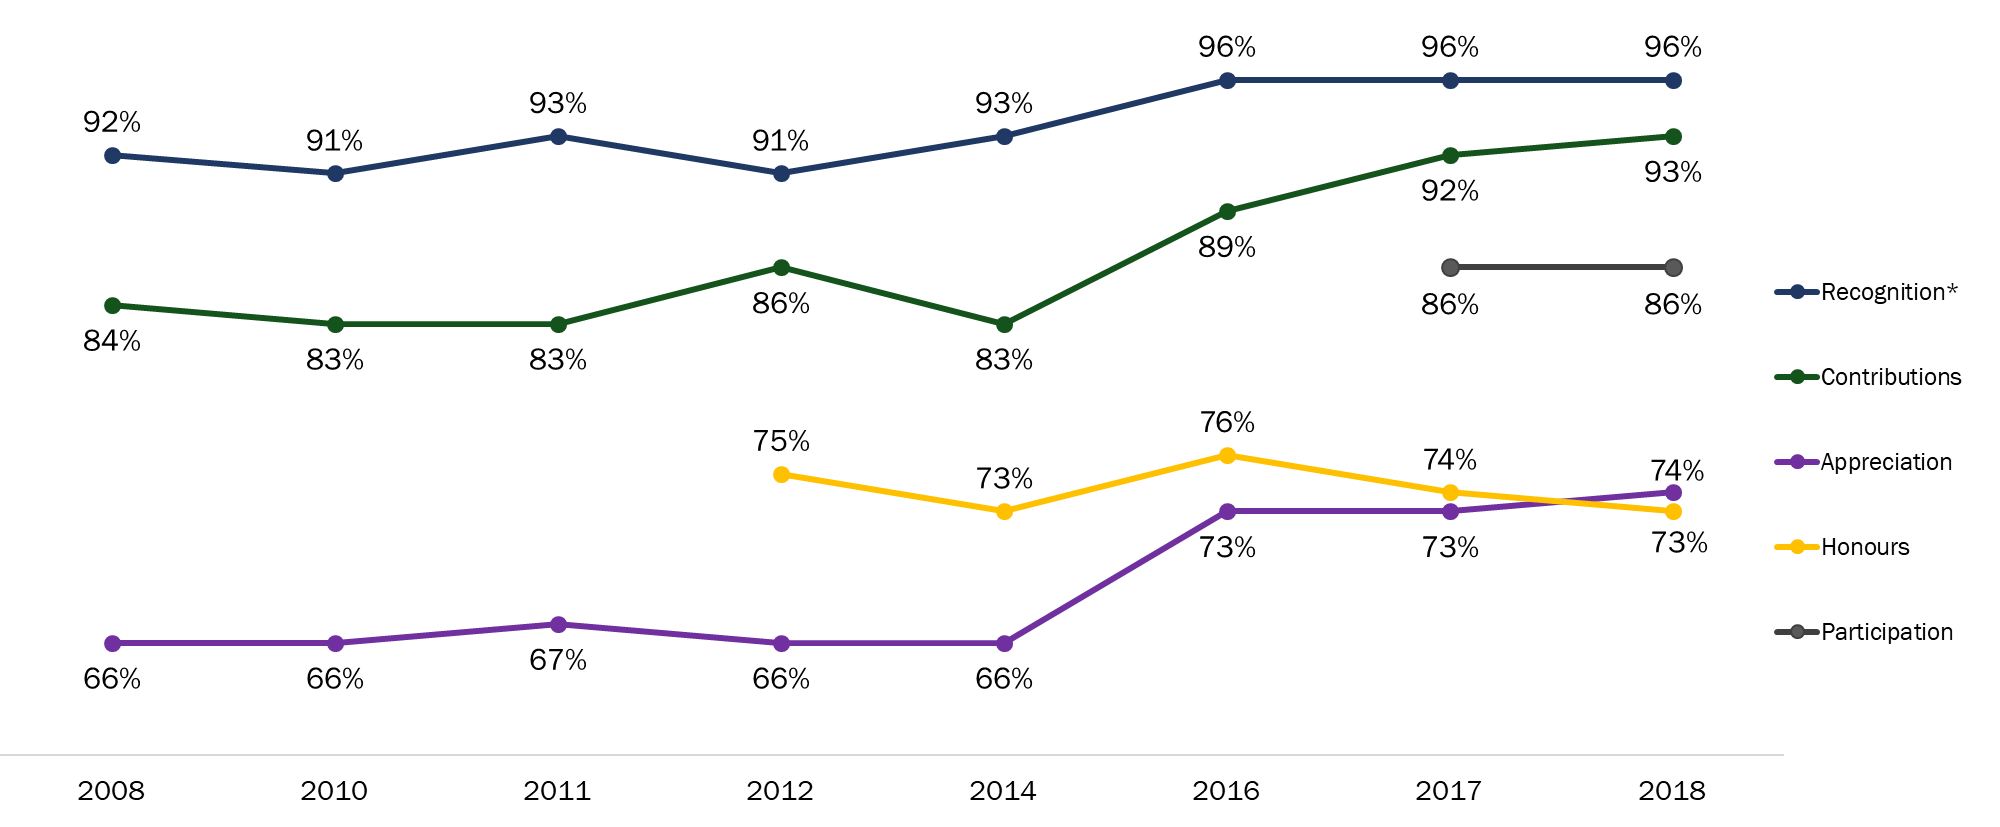 96% 96% 96%
92% 91% 93% 91% 93%
84% 83% 83% 86% 83% 89% 92% 93%
86% 86%
75% 73% 76% 74% 74%
73% 73% 73%
66% 66% 67% 66% 66%
2008 2010 2011 2012 2014 2016 2017 2018
Recognition*
Contributions
Appreciation
Honours
Participation